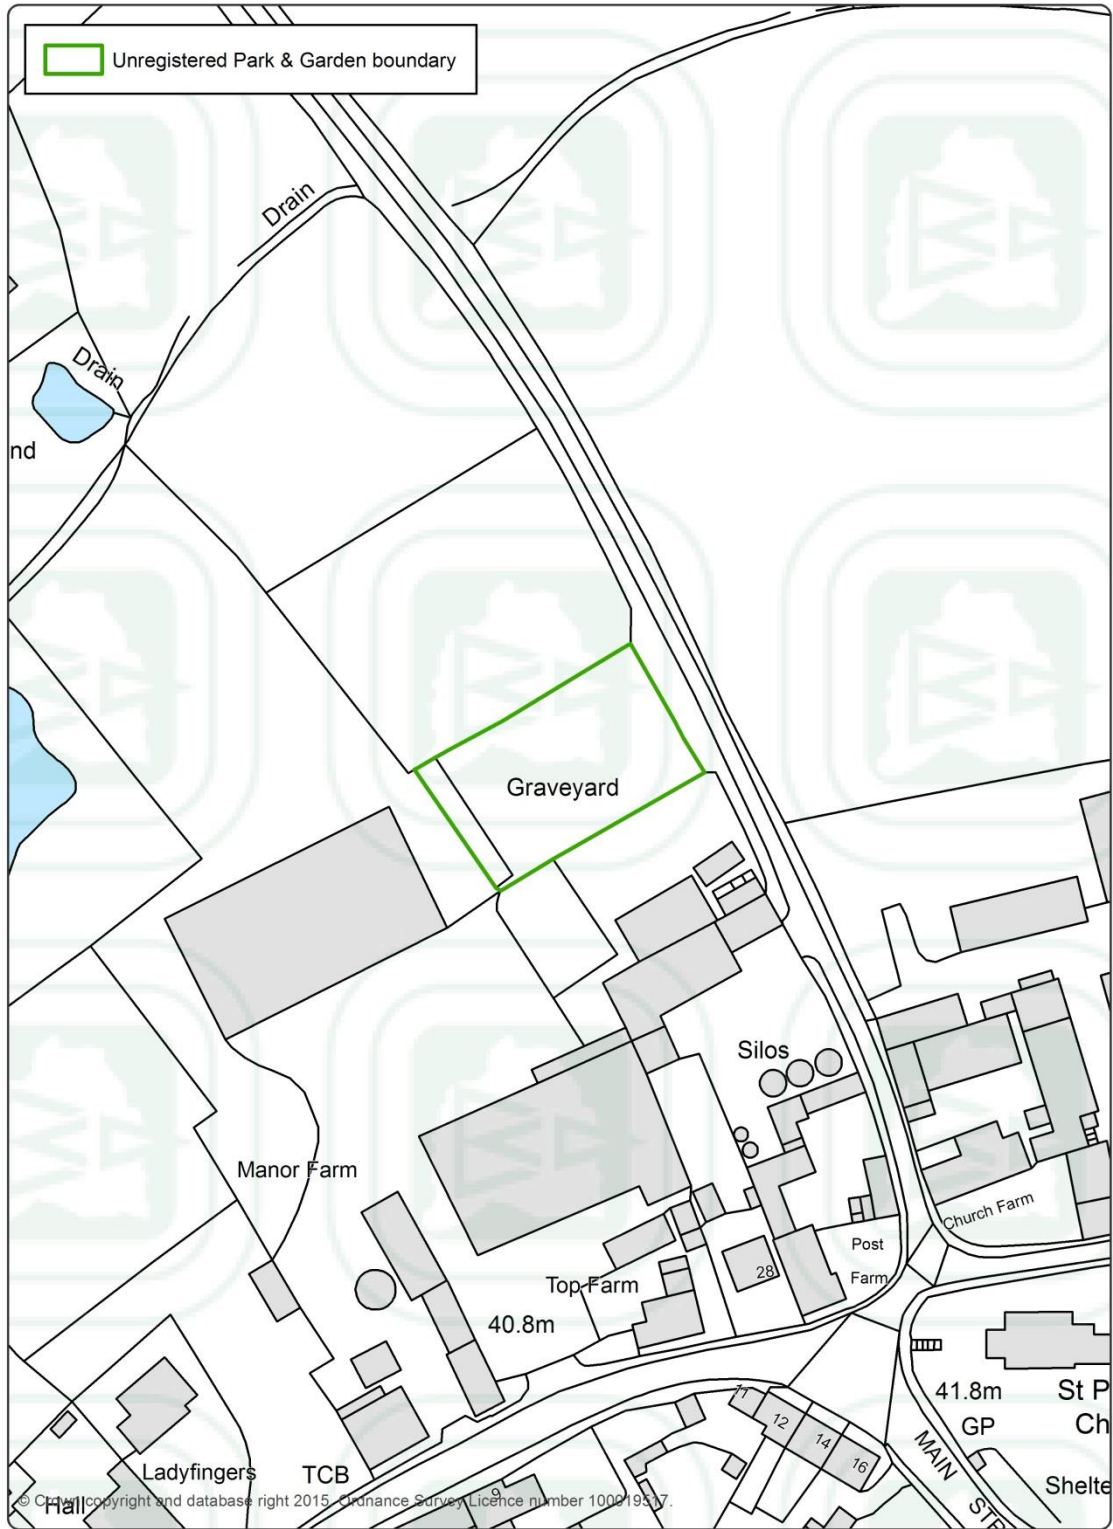 Unregistered Park & Garden boundary
Drain
Drain
nd
Graveyard
Silos
Manor Farm
Church Farm
Post
Farm
28
Top Farm
40.8m
41.8m
St P
Ch
GP
11
12
14
16
MAIN
Shelte
Ladyfingers
TCB
9
Hall
© Crown copyright and database right 2015. Ordnance Survey Licence number 100019517.